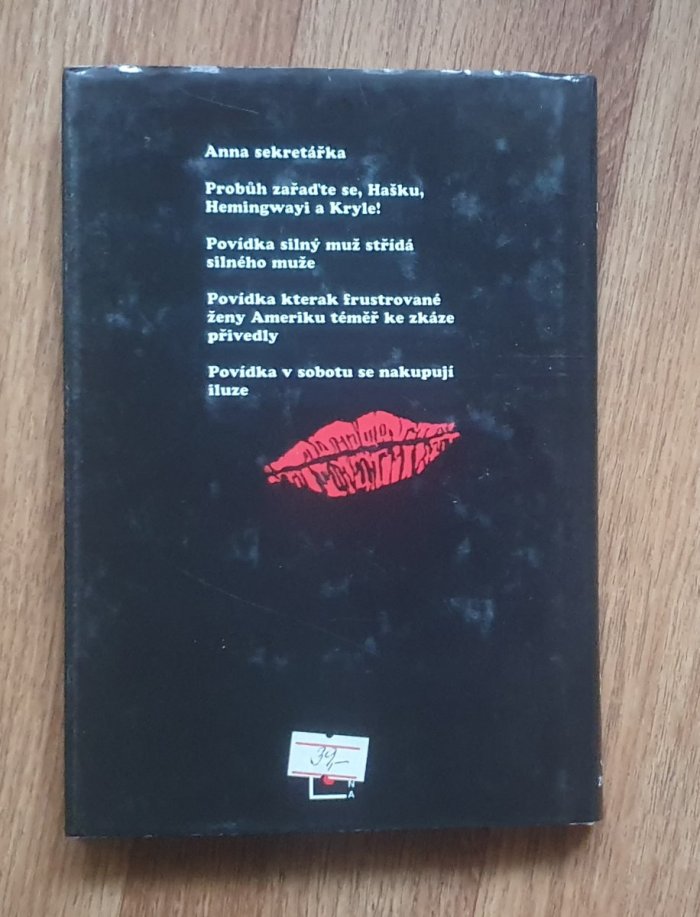 Anna sekretářka
Probůh zařaďte se, Hašku,
Hemingwayi a Kryle!
Povídka silný muž střídá
silného muže
Povídka kterak frustrované
ženy Ameriku téměř ke zkáze
přivedly
Povídka v sobotu se nakupují
iluze
39,-
N
A